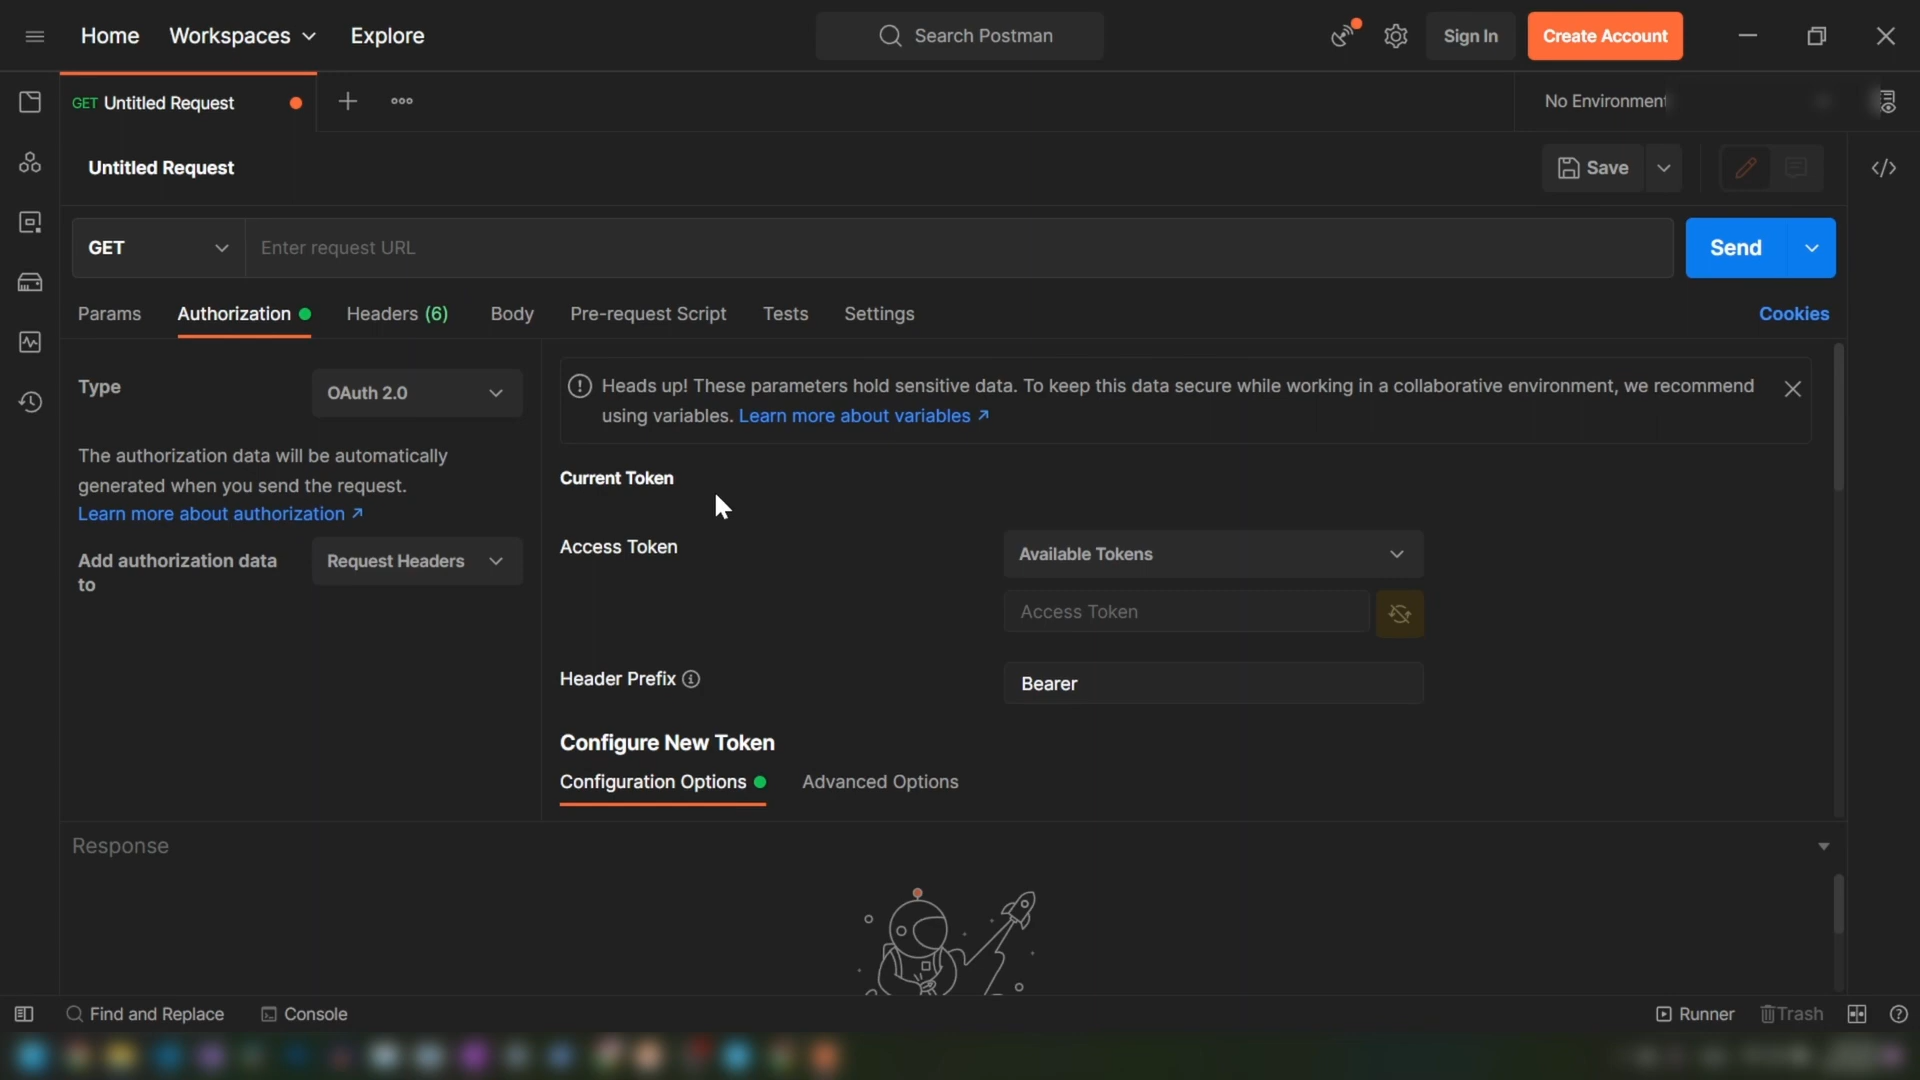 Home Workspaces Explore
Search Postman
Sign In Create Account
GET Untitled Request
No Environment
Untitled Request
Save
GET Enter request URL
Send
Params Authorization Headers (6) Body Pre-request Script Tests Settings
Cookies
Type
OAuth 2.0
The authorization data will be automatically
generated when you send the request.
Learn more about authorization ↗
Add authorization data
to
Request Headers
Heads up! These parameters hold sensitive data. To keep this data secure while working in a collaborative environment, we recommend
using variables. Learn more about variables ↗
Current Token
Access Token
Available Tokens
Access Token
Header Prefix
Bearer
Configure New Token
Configuration Options Advanced Options
Response
Find and Replace Console
Runner Trash